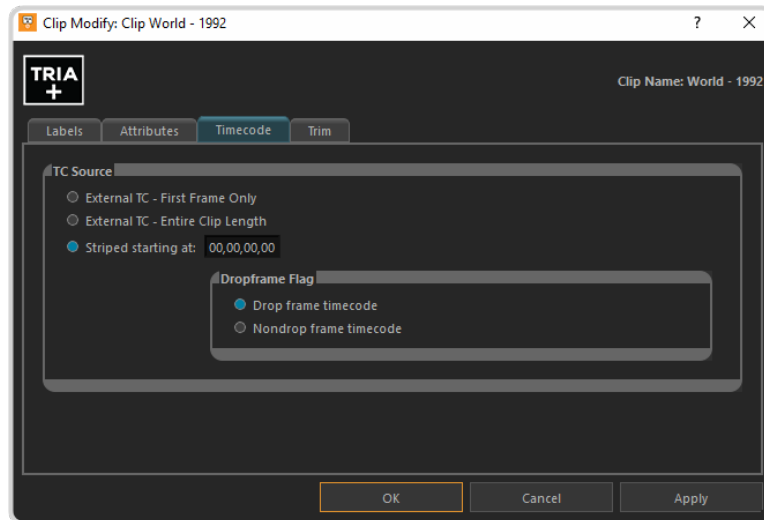 Clip Modify: Clip World - 1992
?
TRIA
+
Clip Name: World - 1992
Labels
Attributes
Timecode
Trim
TC Source
External TC - First Frame Only
External TC - Entire Clip Length
Striped starting at: 00,00,00,00
Dropframe Flag
Drop frame timecode
Nondrop frame timecode
OK
Cancel
Apply